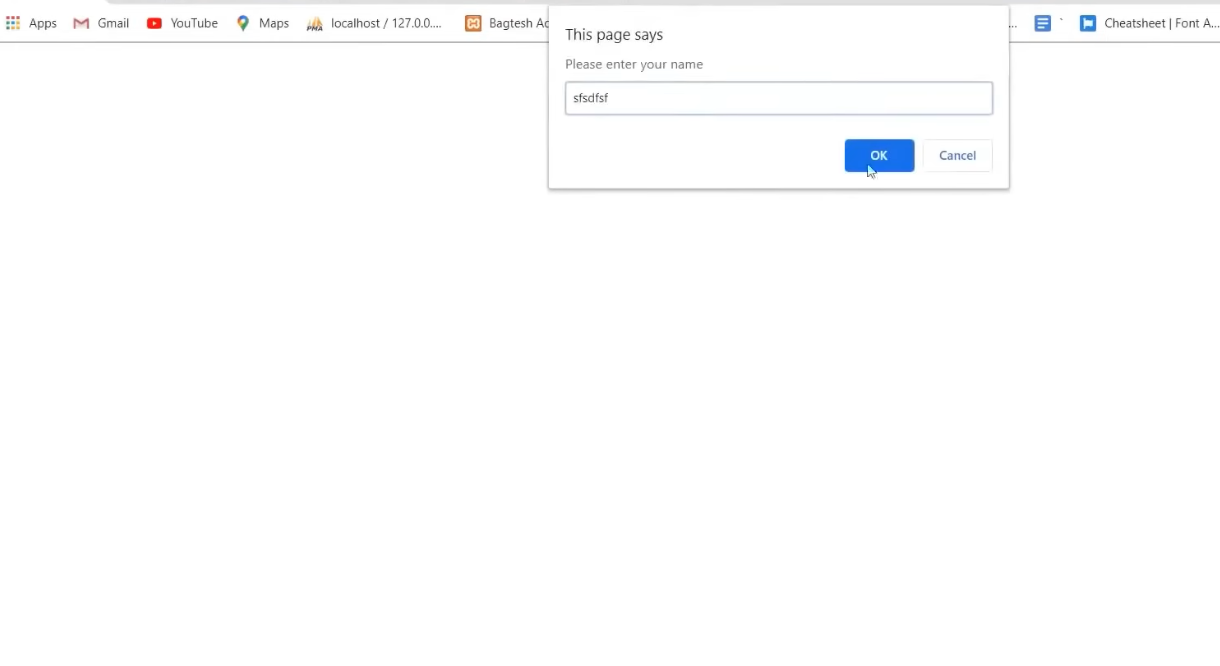 Apps Gmail YouTube Maps localhost / 127.0.0.... Bagtesh Ac ... ` Cheatsheet | Font A...
PMA
This page says
Please enter your name
sfsdfsf
OK Cancel